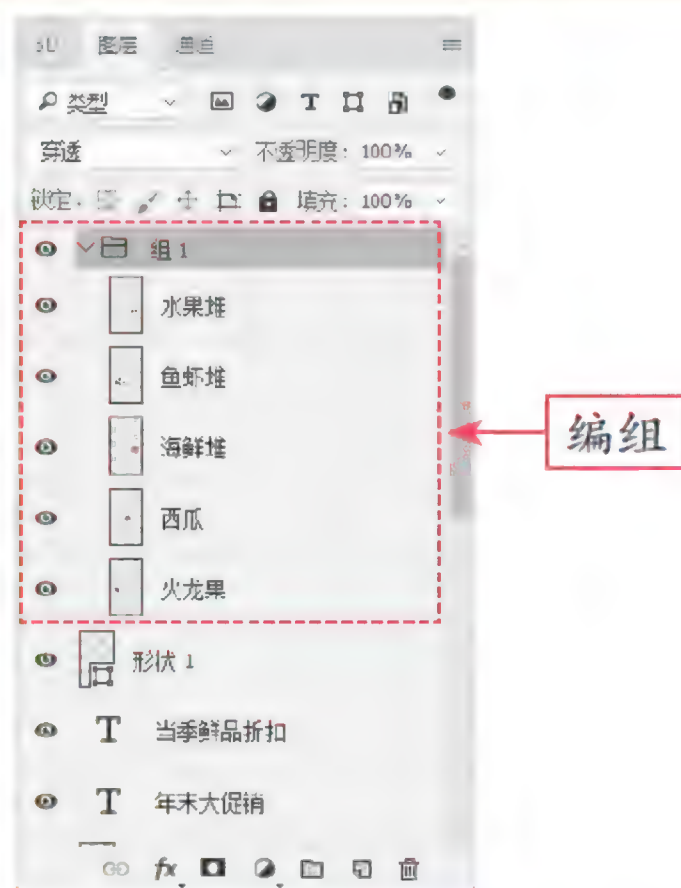 3D 图层 通道
类型 T
穿透 不透明度: 100%
锁定: 填充: 100%
组 1
水果堆
鱼虾堆
海鲜堆
编组
西瓜
火龙果
形状 1
T 当季鲜品折扣
T 年末大促销
fx